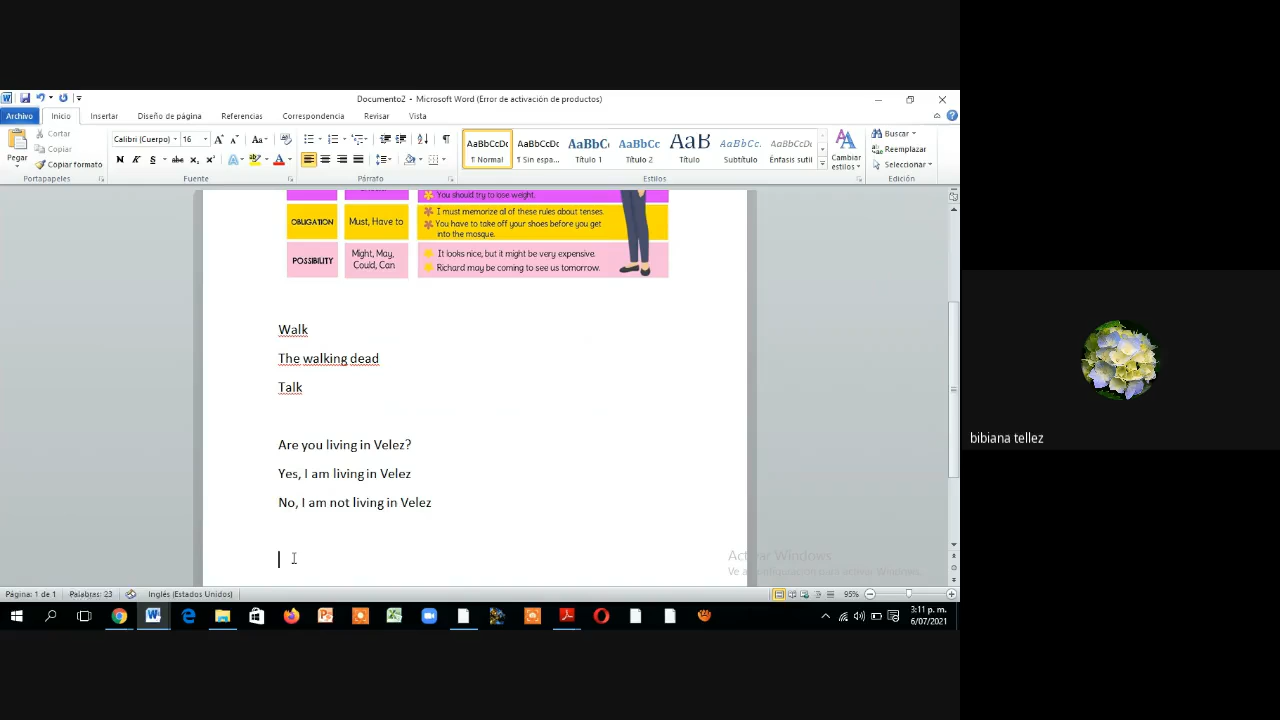 Documento2 - Microsoft Word (Error de activación de productos)
Archivo Inicio Insertar Diseño de página Referencias Correspondencia Revisar Vista
Pegar
Cortar
Copiar
Copiar formato
Portapapeles
Calibri (Cuerpo) 16
Fuente
Párrafo
AaBbCcDc AaBbCcDc AaBbC AaBbCc AaB AaBbCc. AaBbCcDc
¶ Normal ¶ Sin espa... Título 1 Título 2 Título Subtítulo Énfasis sutil
Estilos
Cambiar estilos
Buscar
Reemplazar
Seleccionar
Edición
You should try to lose weight.
OBLIGATION
Must, Have to
I must memorize al of these rules about tenses.
You have to take off your shoes before you get
into the mosque.
POSSIBILITY
Might, May,
Could, Can
It looks nice, but it might be very expensive.
Richard may be coming to see us tomorrow.
Walk
The walking dead
Talk
Are you living in Velez?
Yes, I am living in Velez
No, I am not living in Velez
Activar Windows
Ve a Configuración para activar Windows.
Página: 1 de 1 Palabras: 23 Inglés (Estados Unidos) 95%
3:11 p. m.
6/07/2021
bibiana tellez